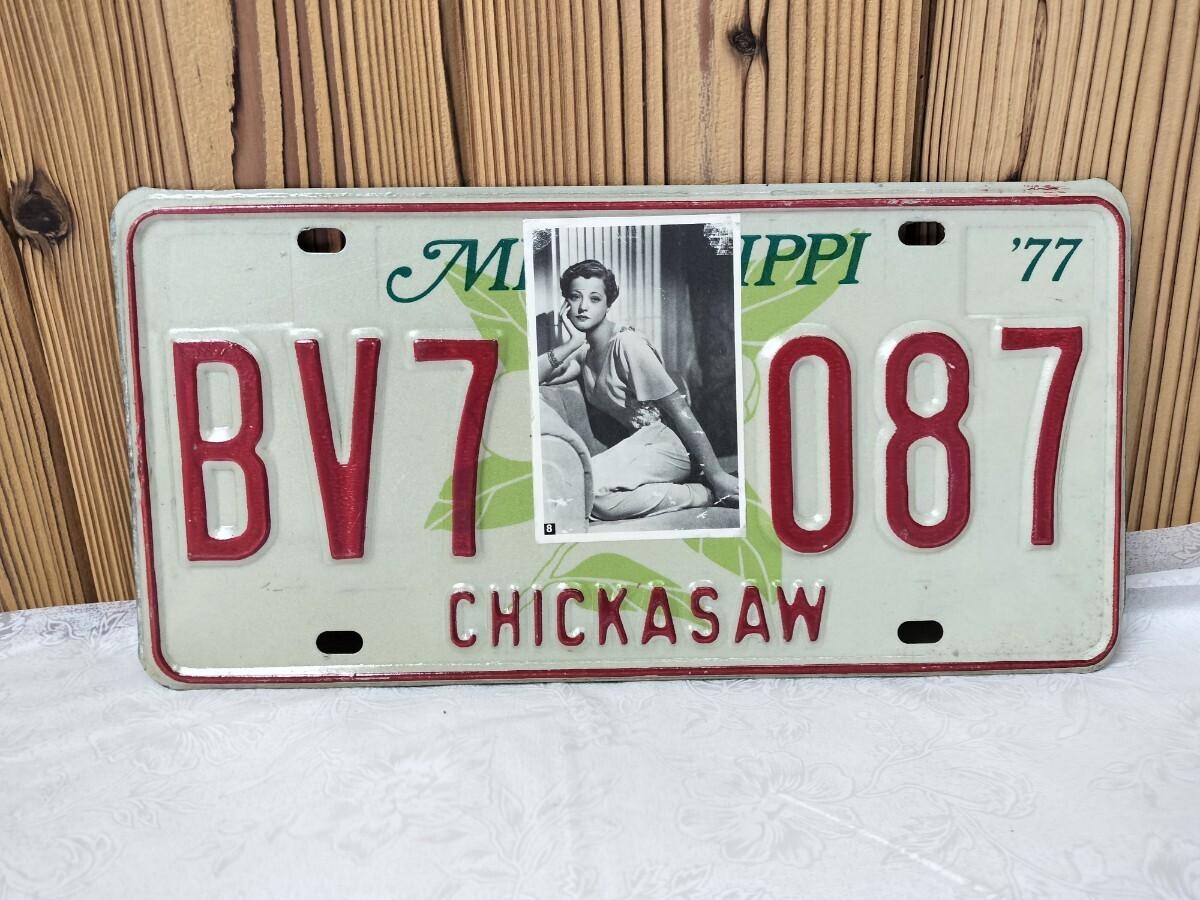 MI IPPI '77
BV7 087
8
CHICKASAW